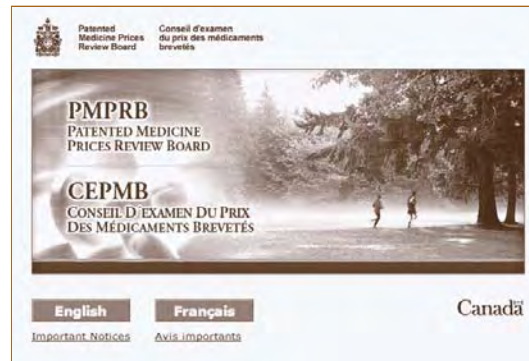 Patented
Medicine Prices
Review Board
Conseil d'examen
du prix des médicaments
brevetés
PMPRB
PATENTED MEDICINE
PRICES REVIEW BOARD
CEPMB
CONSEIL D'EXAMEN DU PRIX
DES MÉDICAMENTS BREVETÉS
English
Français
Canada
Important Notices
Avis importants